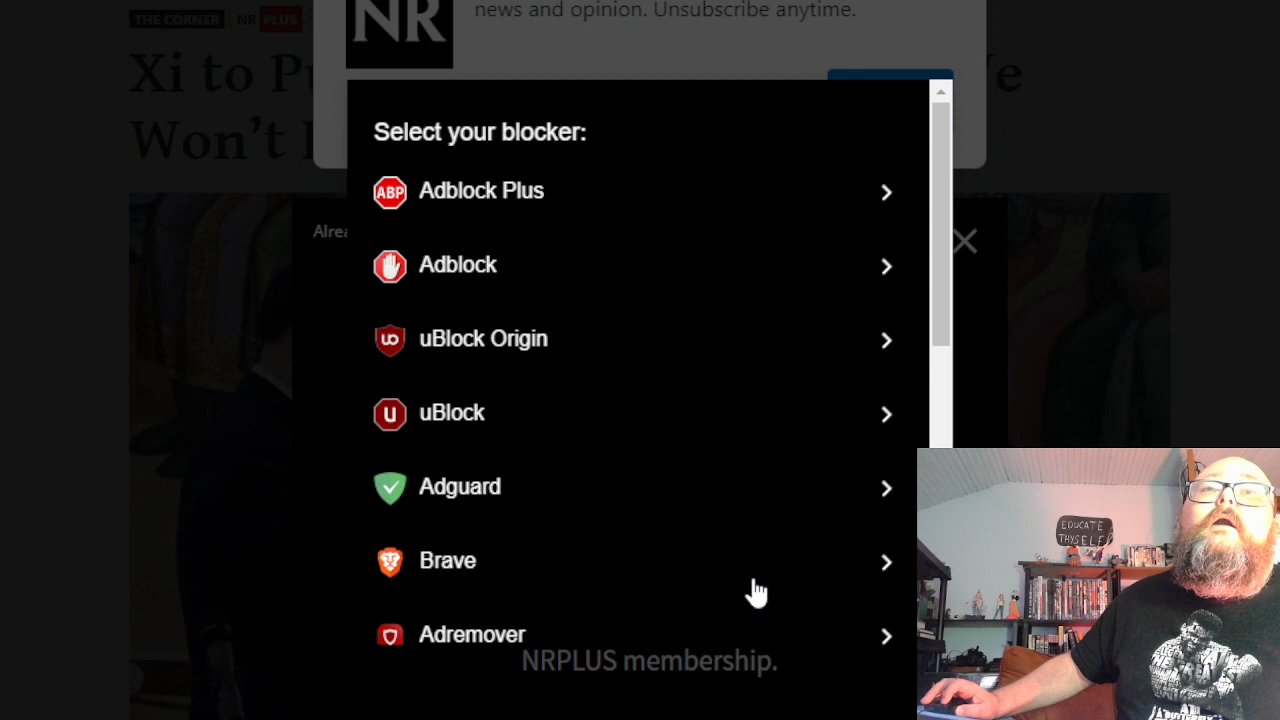 THE CORNER NR PLUS
NR
news and opinion. Unsubscribe anytime.
Xi to
Won't
Select your blocker:
ABP Adblock Plus
Adblock
uo uBlock Origin
U uBlock
Adguard
Brave
Adremover
NRPLUS membership.
EDUCATE
THYSELF